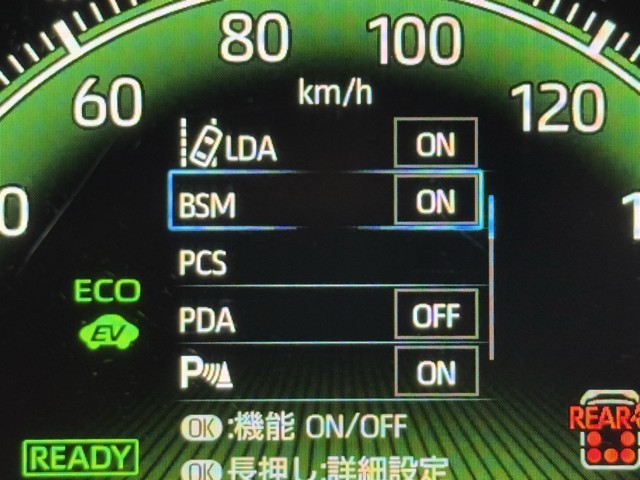 80 100
60 km/h 120
0
LDA ON
BSM ON
PCS
ECO
PDA OFF
EV
P ON
OK:機能 ON/OFF
READY
REAR
OK長押し:詳細設定